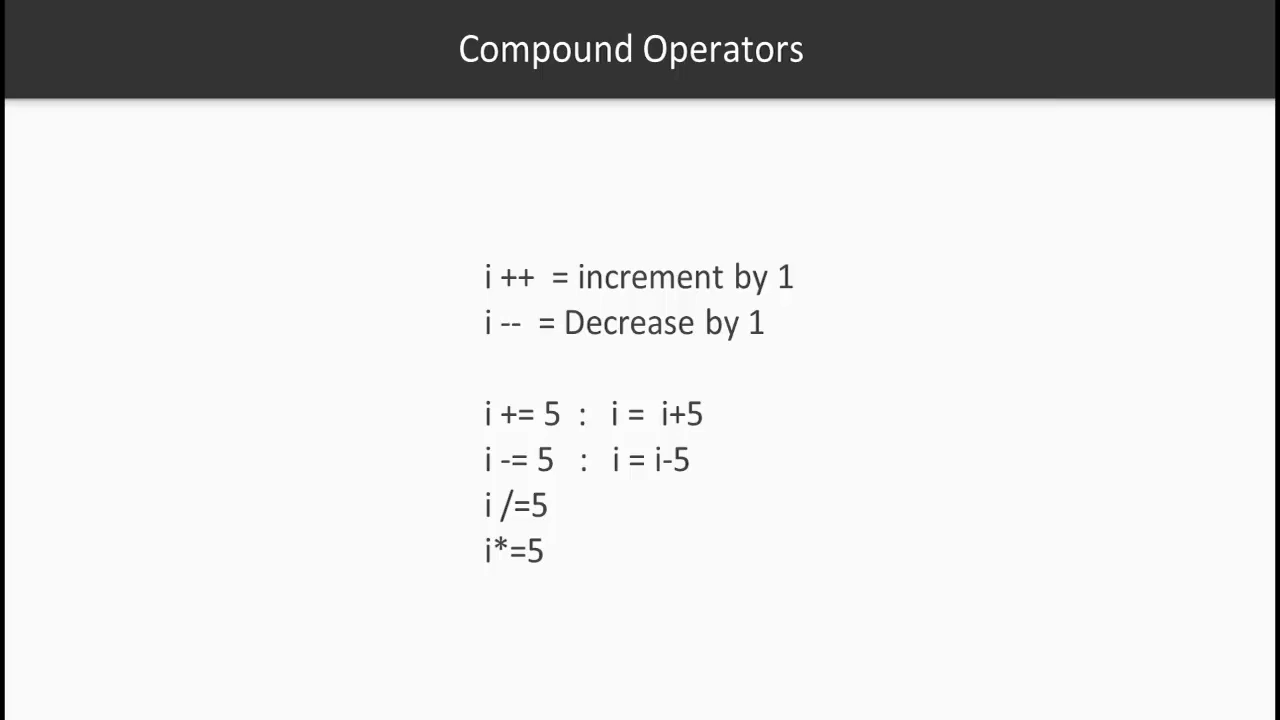 Compound Operators
i ++  = increment by 1
i --  = Decrease by 1
i += 5  :   i =  i+5
i -= 5   :   i = i-5
i /=5
i*=5